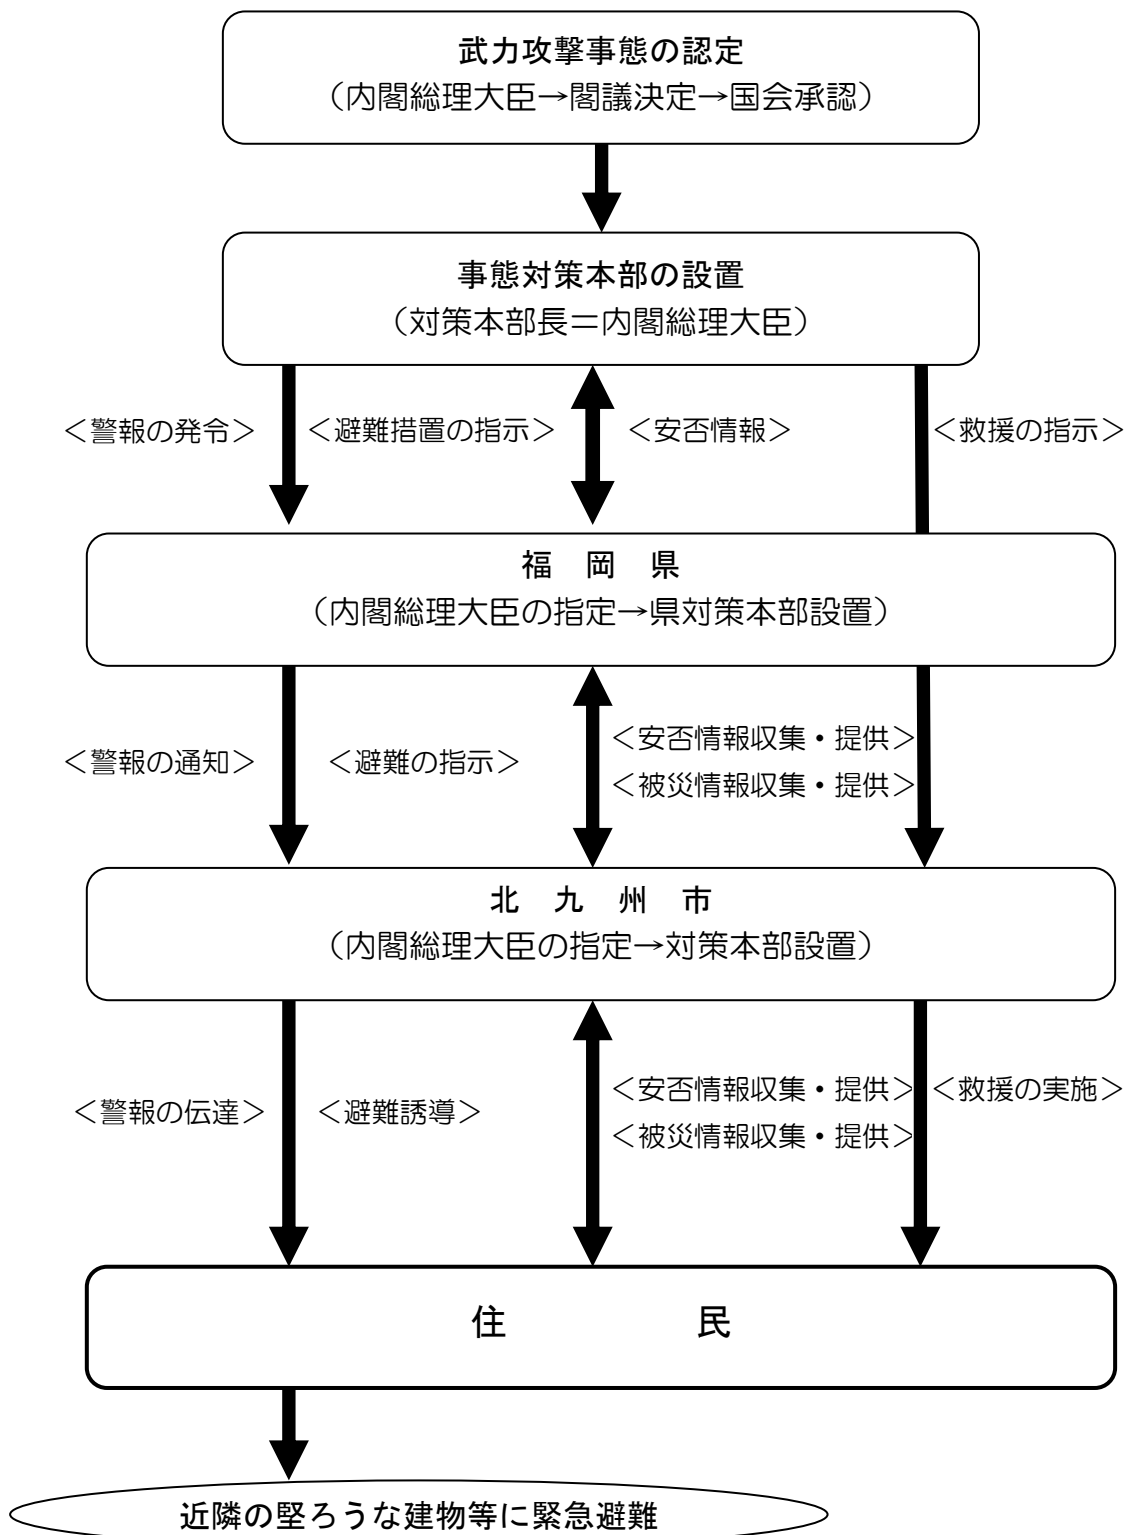 武力攻撃事態の認定
（内閣総理大臣→閣議決定→国会承認）
事態対策本部の設置
（対策本部長＝内閣総理大臣）
＜警報の発令＞
＜避難措置の指示＞
＜安否情報＞
＜救援の指示＞
福　岡　県
（内閣総理大臣の指定→県対策本部設置）
＜警報の通知＞
＜避難の指示＞
＜安否情報収集・提供＞
＜被災情報収集・提供＞
北　九　州　市
（内閣総理大臣の指定→対策本部設置）
＜警報の伝達＞
＜避難誘導＞
＜安否情報収集・提供＞
＜被災情報収集・提供＞
＜救援の実施＞
住　　　　　　民
近隣の堅ろうな建物等に緊急避難